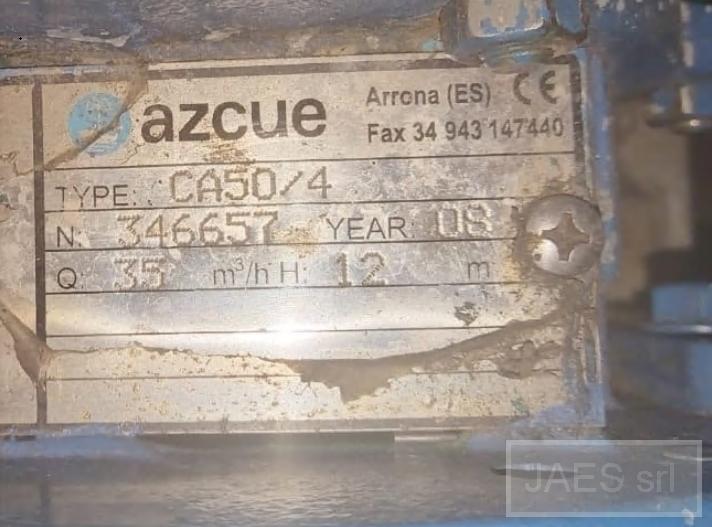 azcue Arrona (ES) CE
Fax 34 943 147440
TYPE: CA50/4
N: 346657 YEAR: 08
Q: 35 m³/h H: 12 m
JAES srl